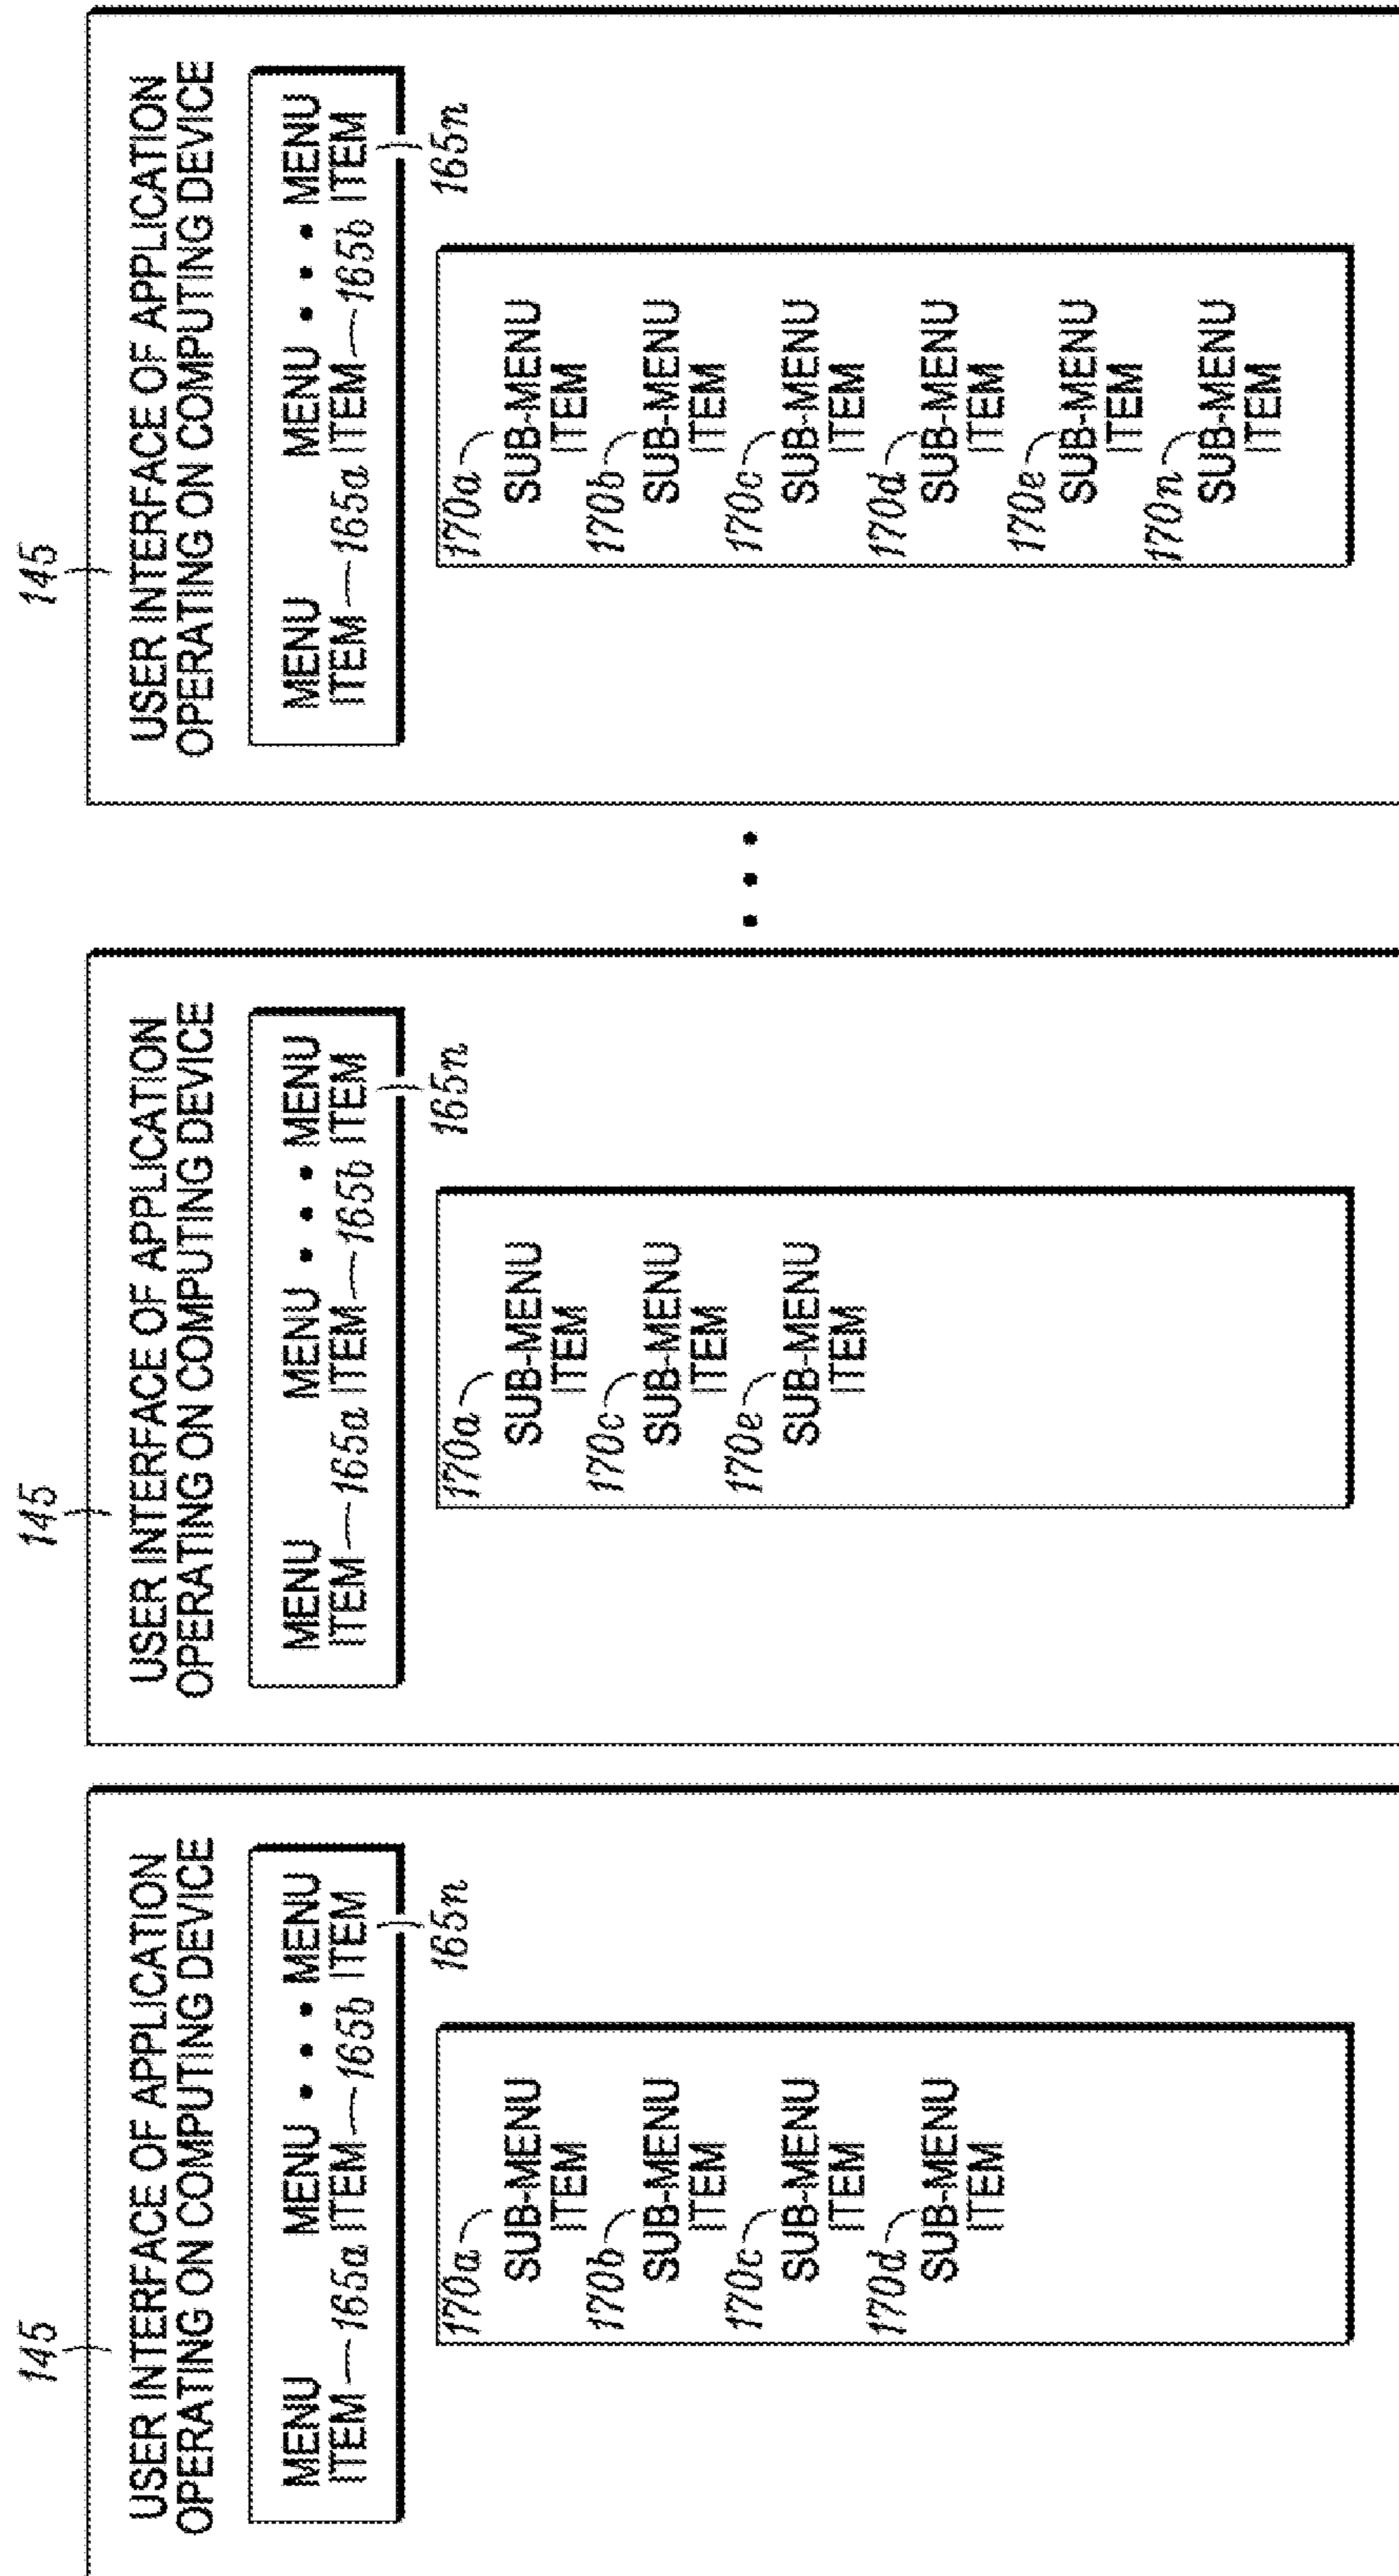 145
USER INTERFACE OF APPLICATION
OPERATING ON COMPUTING DEVICE
MENU MENU • • • MENU
ITEM 165a ITEM 165b ITEM
165n
170a
SUB-MENU
ITEM
170b
SUB-MENU
ITEM
170c
SUB-MENU
ITEM
170d
SUB-MENU
ITEM
145
USER INTERFACE OF APPLICATION
OPERATING ON COMPUTING DEVICE
MENU MENU • • • MENU
ITEM 165a ITEM 165b ITEM
165n
170a
SUB-MENU
ITEM
170c
SUB-MENU
ITEM
170e
SUB-MENU
ITEM
• • •
145
USER INTERFACE OF APPLICATION
OPERATING ON COMPUTING DEVICE
MENU MENU • • • MENU
ITEM 165a ITEM 165b ITEM
165n
170a
SUB-MENU
ITEM
170b
SUB-MENU
ITEM
170c
SUB-MENU
ITEM
170d
SUB-MENU
ITEM
170e
SUB-MENU
ITEM
170n
SUB-MENU
ITEM